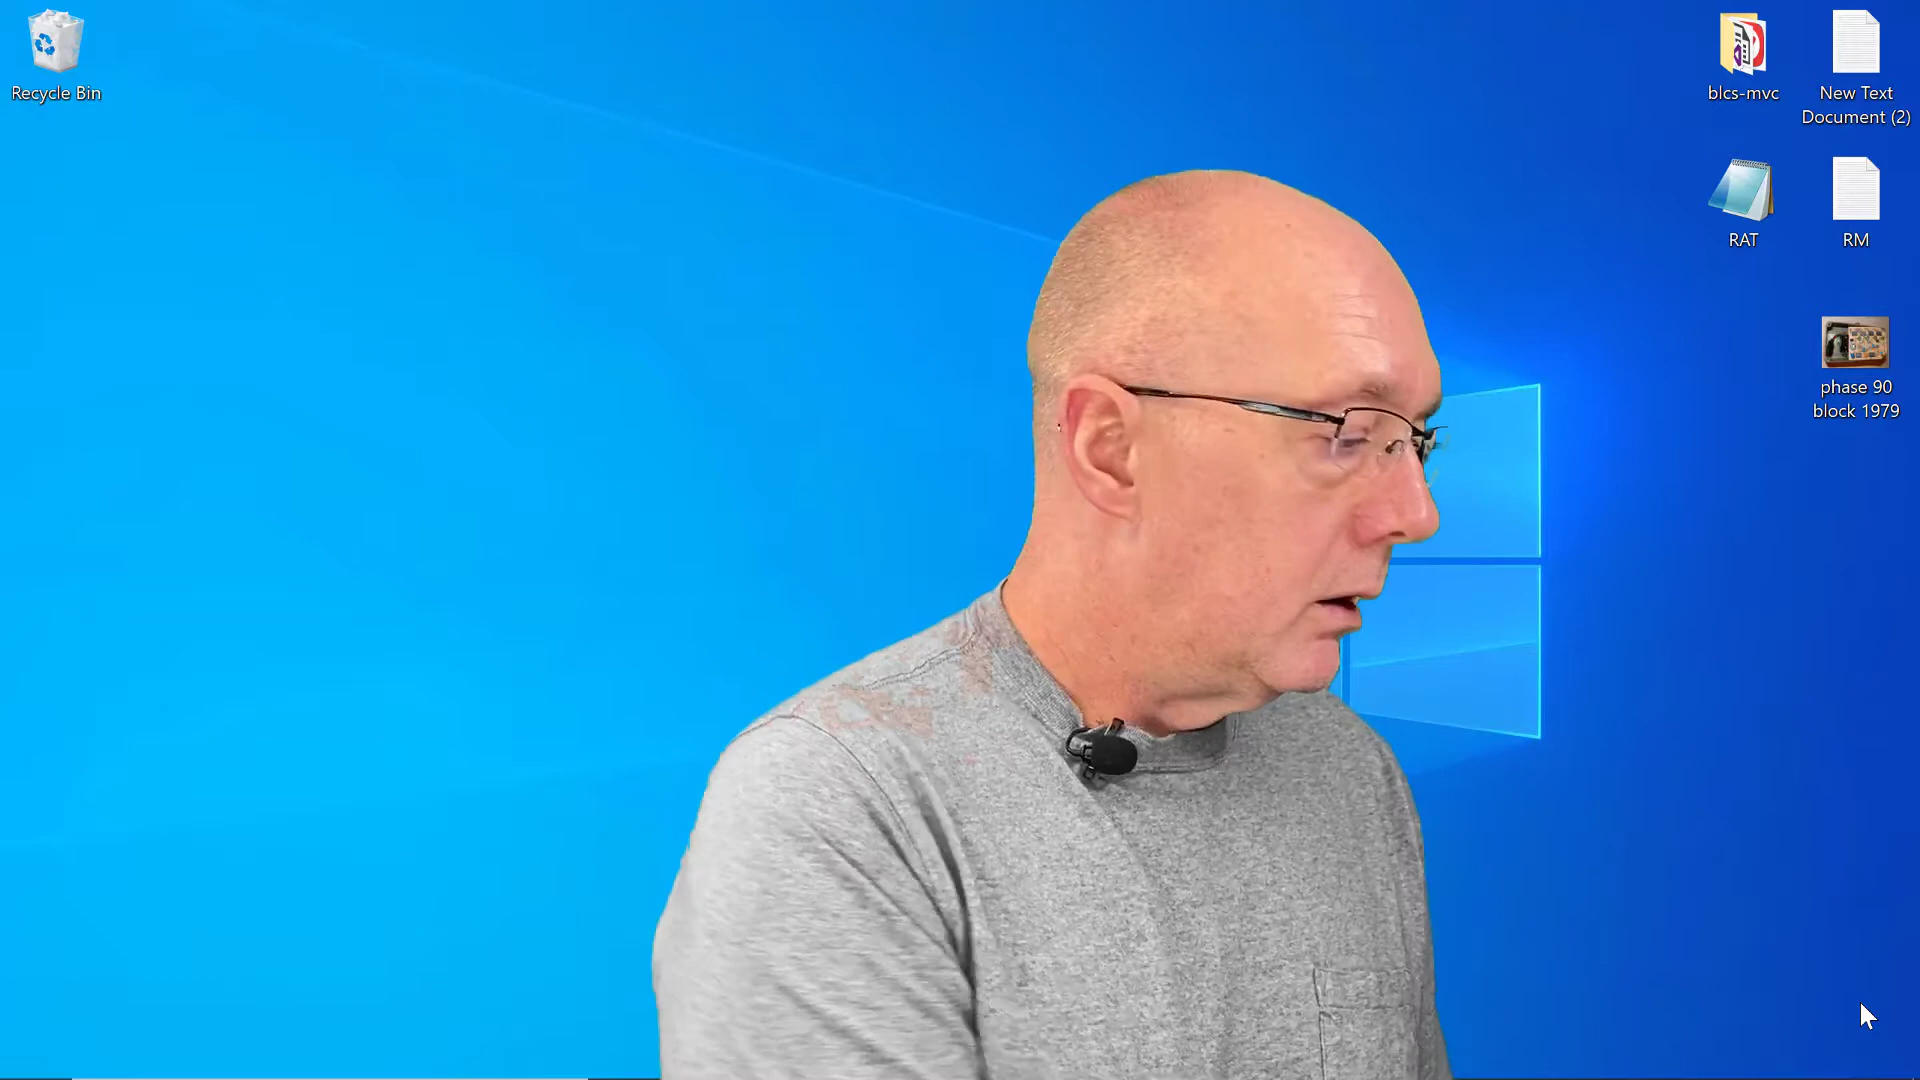 Recycle Bin
blcs-mvc
New Text
Document (2)
RAT
RM
phase 90
block 1979